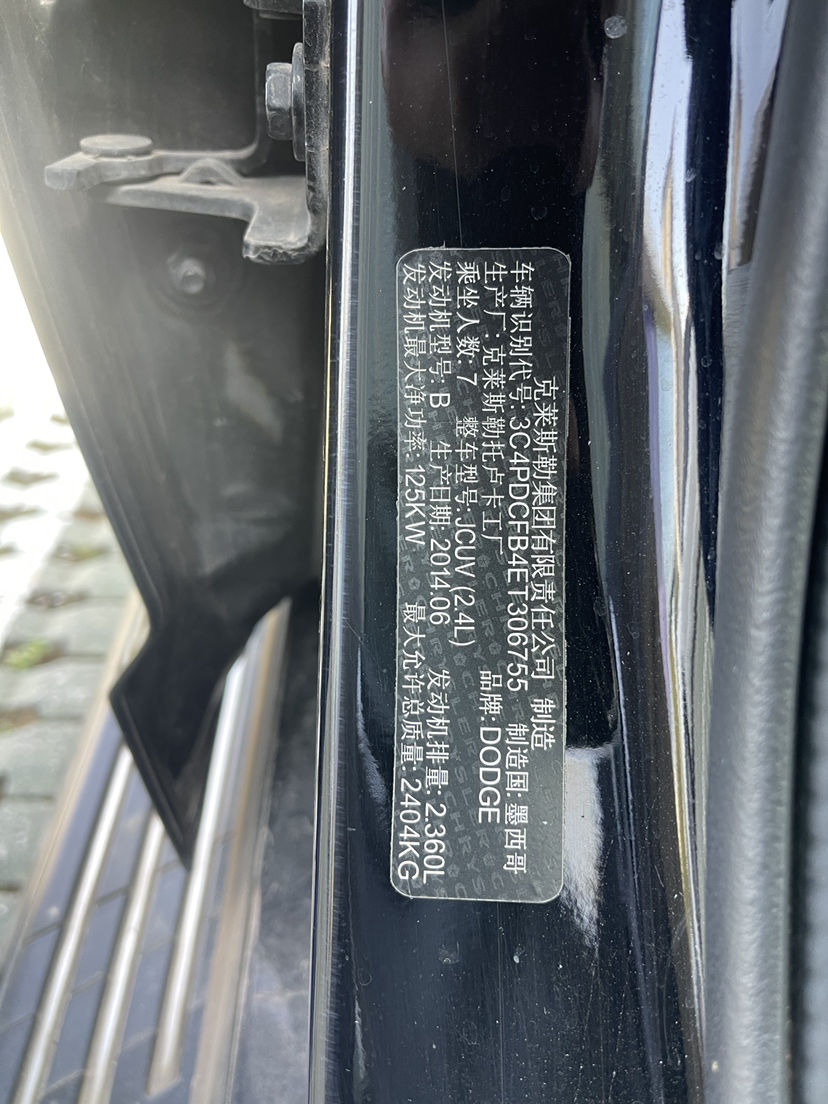 克莱斯勒集团有限责任公司 制造
车辆识别代号: 3C4PDCFB4ET306755 制造国: 墨西哥
生产厂: 克莱斯勒托卢卡工厂 品牌: DODGE
乘坐人数: 7 整车型号: JCUV (2.4L)
发动机型号: B 生产日期: 2014.06 发动机排量: 2.360L
发动机最大净功率: 125KW 最大允许总质量: 2404KG
CHRYSLER